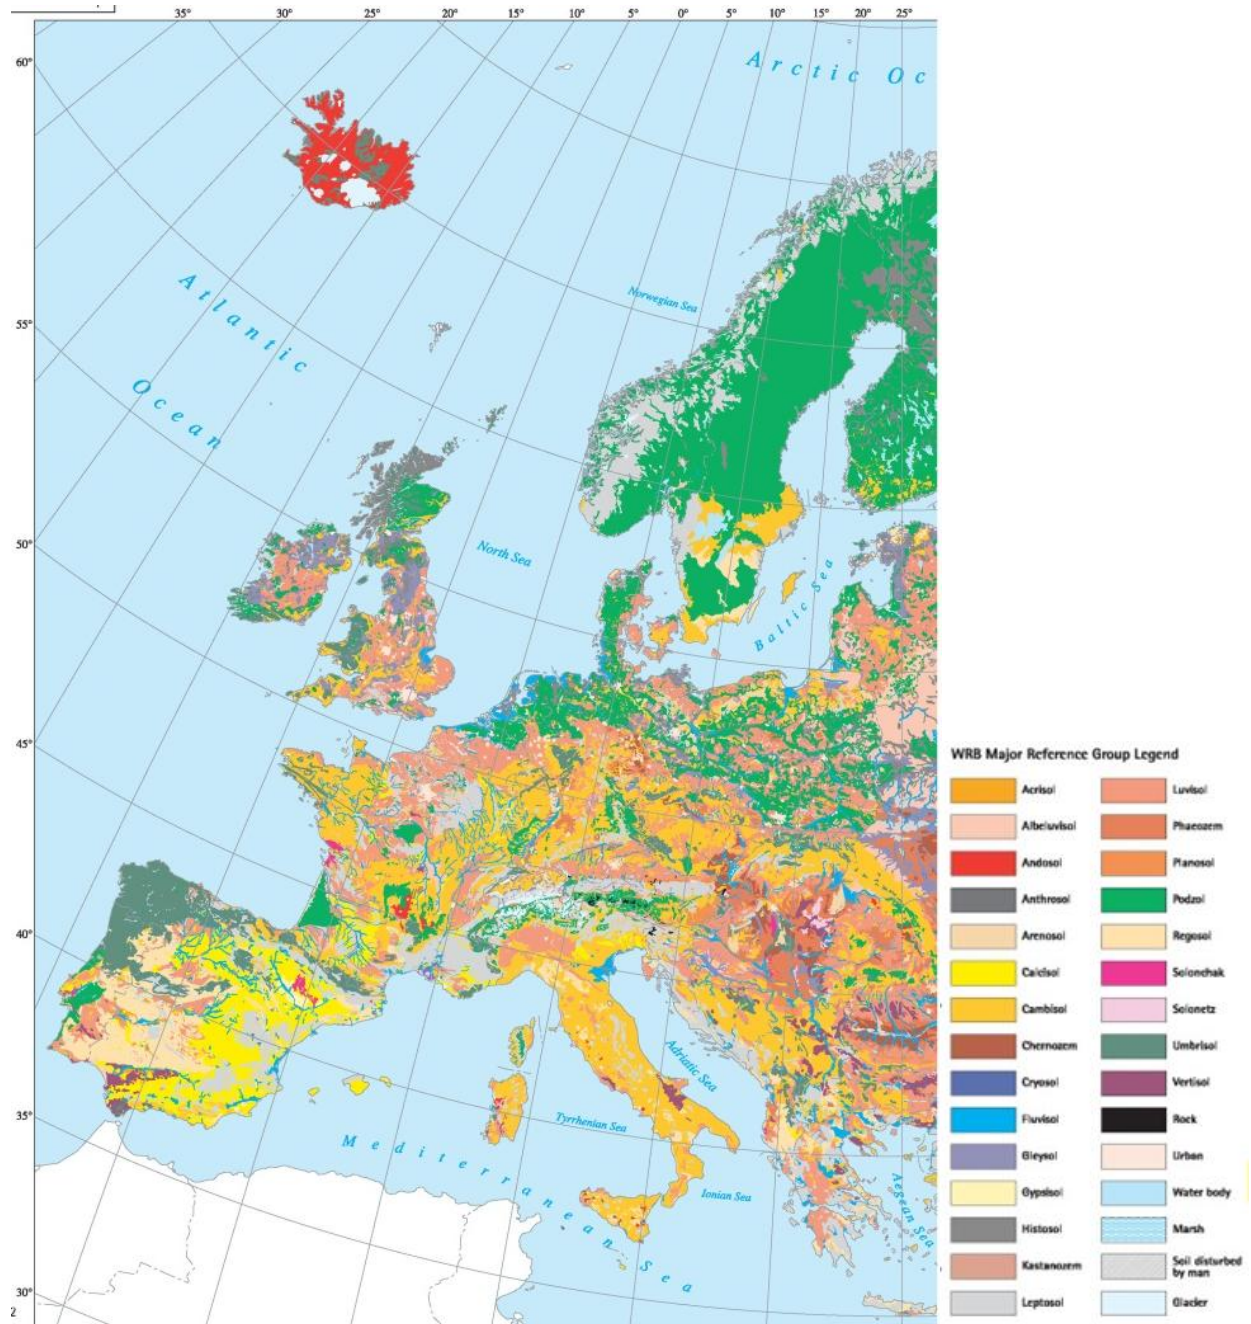 35° 30° 25° 20° 15° 10° 5° 0° 5° 10° 15° 20° 25°
60°
55°
50°
45°
40°
35°
30°
2
Arctic Oc
Atlantic
Ocean
Norwegian Sea
North Sea
Baltic Sea
Adriatic Sea
Tyrrhenian Sea
Mediterranean Sea
Ionian Sea
Aegean Sea
WRB Major Reference Group Legend
Acrisol
Albeluvisol
Andosol
Anthrosol
Arenosol
Calcisol
Cambisol
Chernozem
Cryosol
Fluvisol
Gleysol
Gypsisol
Histosol
Kastanozem
Leptosol
Luvisol
Phaeozem
Planosol
Podzol
Regosol
Solonchak
Solonetz
Umbrisol
Vertisol
Rock
Urban
Water body
Marsh
Soil disturbed
by man
Glacier